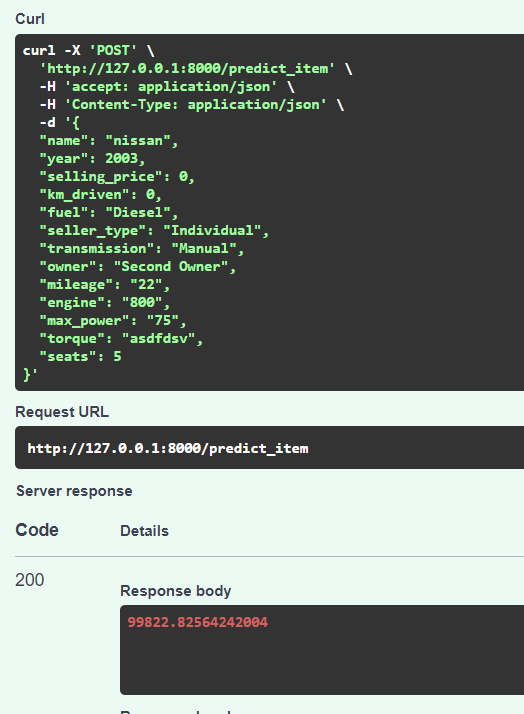 Curl
curl -X 'POST' \
  'http://127.0.0.1:8000/predict_item' \
  -H 'accept: application/json' \
  -H 'Content-Type: application/json' \
  -d '{
  "name": "nissan",
  "year": 2003,
  "selling_price": 0,
  "km_driven": 0,
  "fuel": "Diesel",
  "seller_type": "Individual",
  "transmission": "Manual",
  "owner": "Second Owner",
  "mileage": "22",
  "engine": "800",
  "max_power": "75",
  "torque": "asdfdsv",
  "seats": 5
}'
Request URL
http://127.0.0.1:8000/predict_item
Server response
Code Details
200
Response body
99822.82564242004